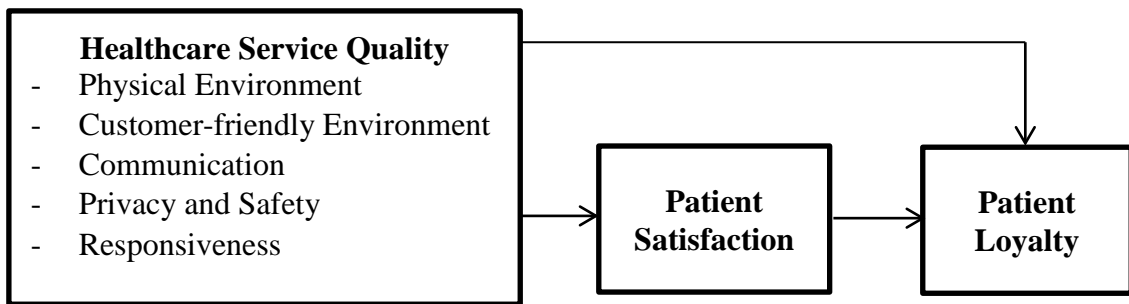 Healthcare Service Quality
- Physical Environment
- Customer-friendly Environment
- Communication
- Privacy and Safety
- Responsiveness
Patient
Satisfaction
Patient
Loyalty